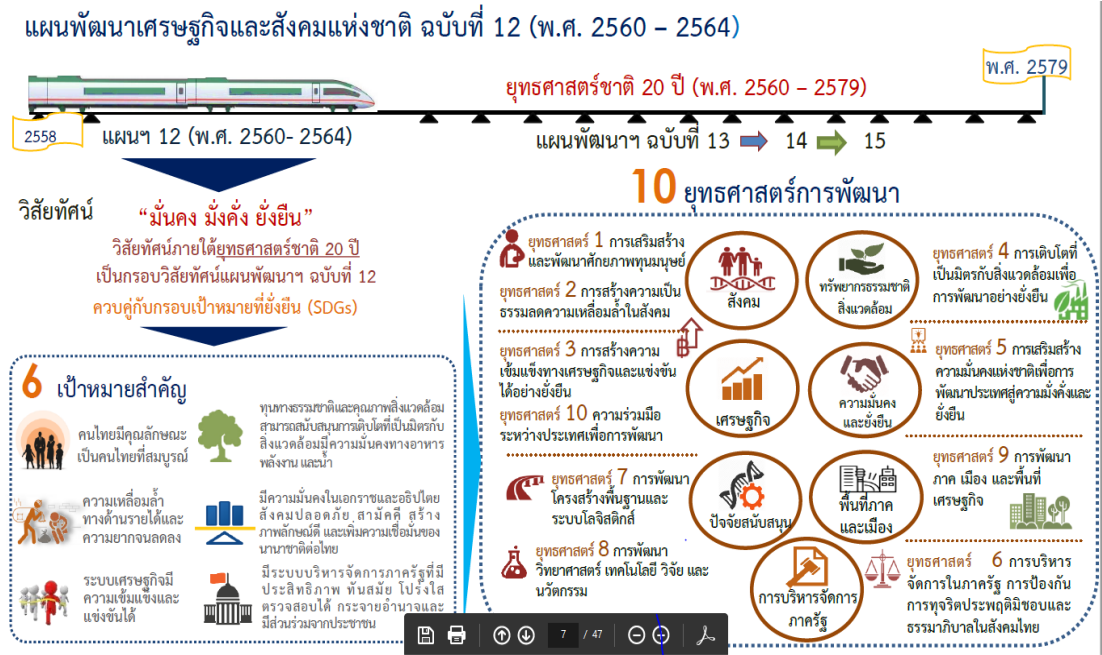 แผนพัฒนาเศรษฐกิจและสังคมแห่งชาติ ฉบับที่ 12 (พ.ศ. 2560 – 2564)
พ.ศ. 2579
ยุทธศาสตร์ชาติ 20 ปี (พ.ศ. 2560 – 2579)
2558
แผนฯ 12 (พ.ศ. 2560- 2564)
แผนพัฒนาฯ ฉบับที่ 13 14 15
วิสัยทัศน์
“มั่นคง มั่งคั่ง ยั่งยืน”
วิสัยทัศน์ภายใต้ยุทธศาสตร์ชาติ 20 ปี
เป็นกรอบวิสัยทัศน์แผนพัฒนาฯ ฉบับที่ 12
ควบคู่กับกรอบเป้าหมายที่ยั่งยืน (SDGs)
6 เป้าหมายสำคัญ
คนไทยมีคุณลักษณะ
เป็นคนไทยที่สมบูรณ์
ทุนทางธรรมชาติและคุณภาพสิ่งแวดล้อม
สามารถสนับสนุนการเติบโตที่เป็นมิตรกับ
สิ่งแวดล้อมมีความมั่นคงทางอาหาร
พลังงาน และน้ำ
ความเหลื่อมล้ำ
ทางด้านรายได้และ
ความยากจนลดลง
มีความมั่นคงในเอกราชและอธิปไตย
สังคมปลอดภัย สามัคคี สร้าง
ภาพลักษณ์ดี และเพิ่มความเชื่อมั่นของ
นานาชาติต่อไทย
ระบบเศรษฐกิจมี
ความเข้มแข็งและ
แข่งขันได้
มีระบบบริหารจัดการภาครัฐที่มี
ประสิทธิภาพ ทันสมัย โปร่งใส
ตรวจสอบได้ กระจายอำนาจและ
มีส่วนร่วมจากประชาชน
10 ยุทธศาสตร์การพัฒนา
ยุทธศาสตร์ 1 การเสริมสร้าง
และพัฒนาศักยภาพทุนมนุษย์
ยุทธศาสตร์ 2 การสร้างความเป็น
ธรรมลดความเหลื่อมล้ำในสังคม
สังคม
ทรัพยากรธรรมชาติ
สิ่งแวดล้อม
ยุทธศาสตร์ 4 การเติบโตที่
เป็นมิตรกับสิ่งแวดล้อมเพื่อ
การพัฒนาอย่างยั่งยืน
ยุทธศาสตร์ 3 การสร้างความ
เข้มแข็งทางเศรษฐกิจและแข่งขัน
ได้อย่างยั่งยืน
ยุทธศาสตร์ 10 ความร่วมมือ
ระหว่างประเทศเพื่อการพัฒนา
เศรษฐกิจ
ความมั่นคง
และยั่งยืน
ยุทธศาสตร์ 5 การเสริมสร้าง
ความมั่นคงแห่งชาติเพื่อการ
พัฒนาประเทศสู่ความมั่งคั่งและ
ยั่งยืน
ยุทธศาสตร์ 7 การพัฒนา
โครงสร้างพื้นฐานและ
ระบบโลจิสติกส์
ยุทธศาสตร์ 8 การพัฒนา
วิทยาศาสตร์ เทคโนโลยี วิจัย และ
นวัตกรรม
ปัจจัยสนับสนุน
พื้นที่ภาค
และเมือง
ยุทธศาสตร์ 9 การพัฒนา
ภาค เมือง และพื้นที่
เศรษฐกิจ
การบริหารจัดการ
ภาครัฐ
ยุทธศาสตร์ 6 การบริหาร
จัดการในภาครัฐ การป้องกัน
การทุจริตประพฤติมิชอบและ
ธรรมาภิบาลในสังคมไทย
7 / 47